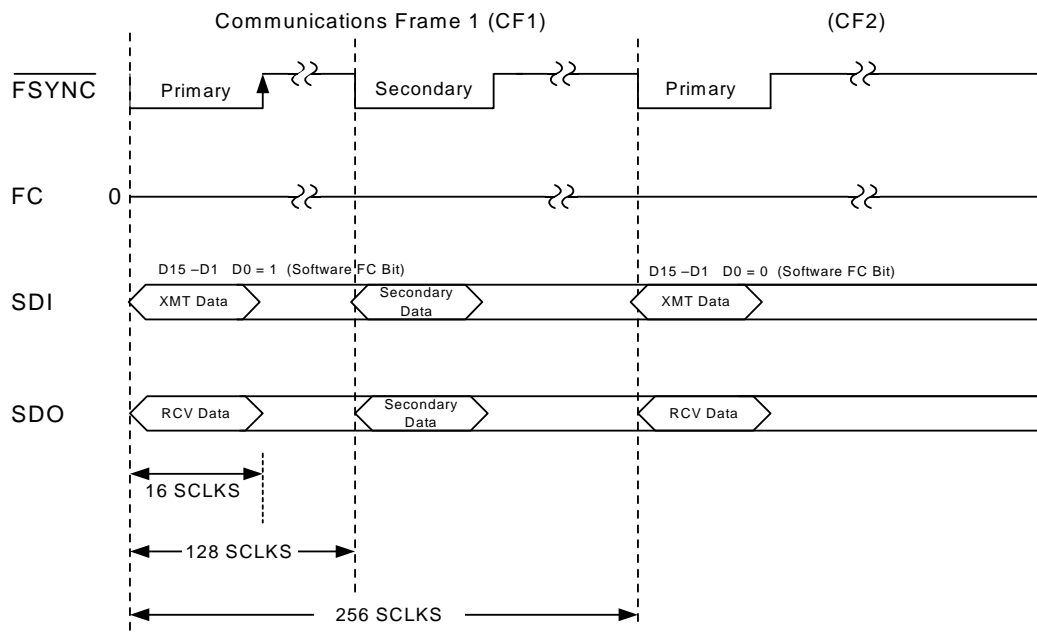 Communications Frame 1 (CF1) (CF2)
FSYNC Primary Secondary Primary
FC 0
D15 –D1 D0 = 1 (Software FC Bit) D15 –D1 D0 = 0 (Software FC Bit)
SDI XMT Data Secondary Data XMT Data
SDO RCV Data Secondary Data RCV Data
16 SCLKS
128 SCLKS
256 SCLKS